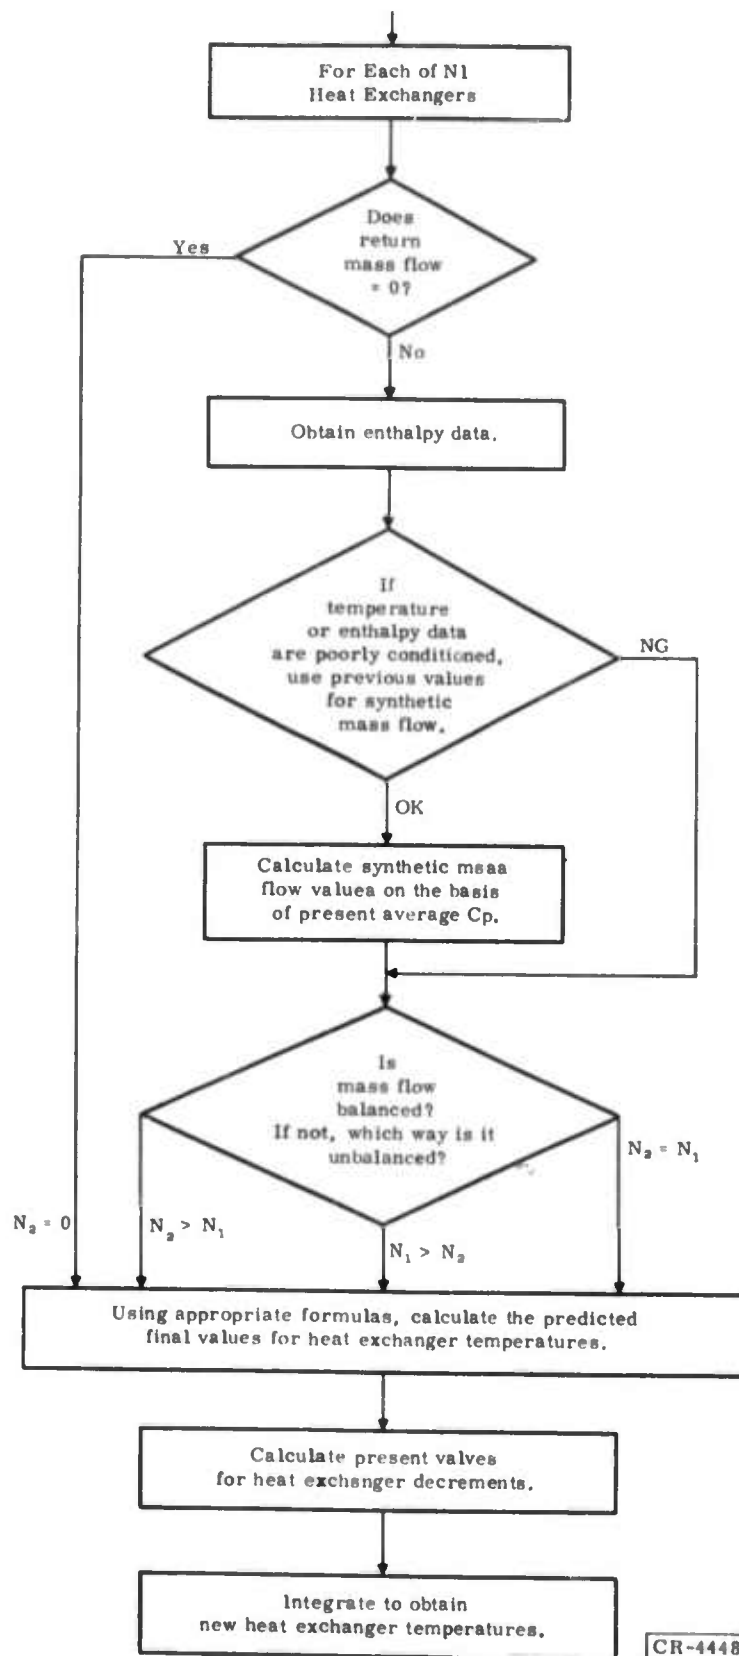 For Each of N1
Heat Exchangers
Does
return
mass flow
= 0?
Yes
No
Obtain enthalpy data.
If
temperature
or enthalpy data
are poorly conditioned,
use previous values
for synthetic
mass flow.
NG
OK
Calculate synthetic msaa
flow valuea on the basis
of present average Cp.
Is
mass flow
balanced?
If not, which way is it
unbalanced?
N₂ = N₁
N₂ = 0
N₂ > N₁
N₁ > N₂
Using appropriate formulas, calculate the predicted
final values for heat exchanger temperatures.
Calculate present valves
for heat exchsnger decrements.
Integrate to obtain
new heat exchanger temperatures.
CR-4448